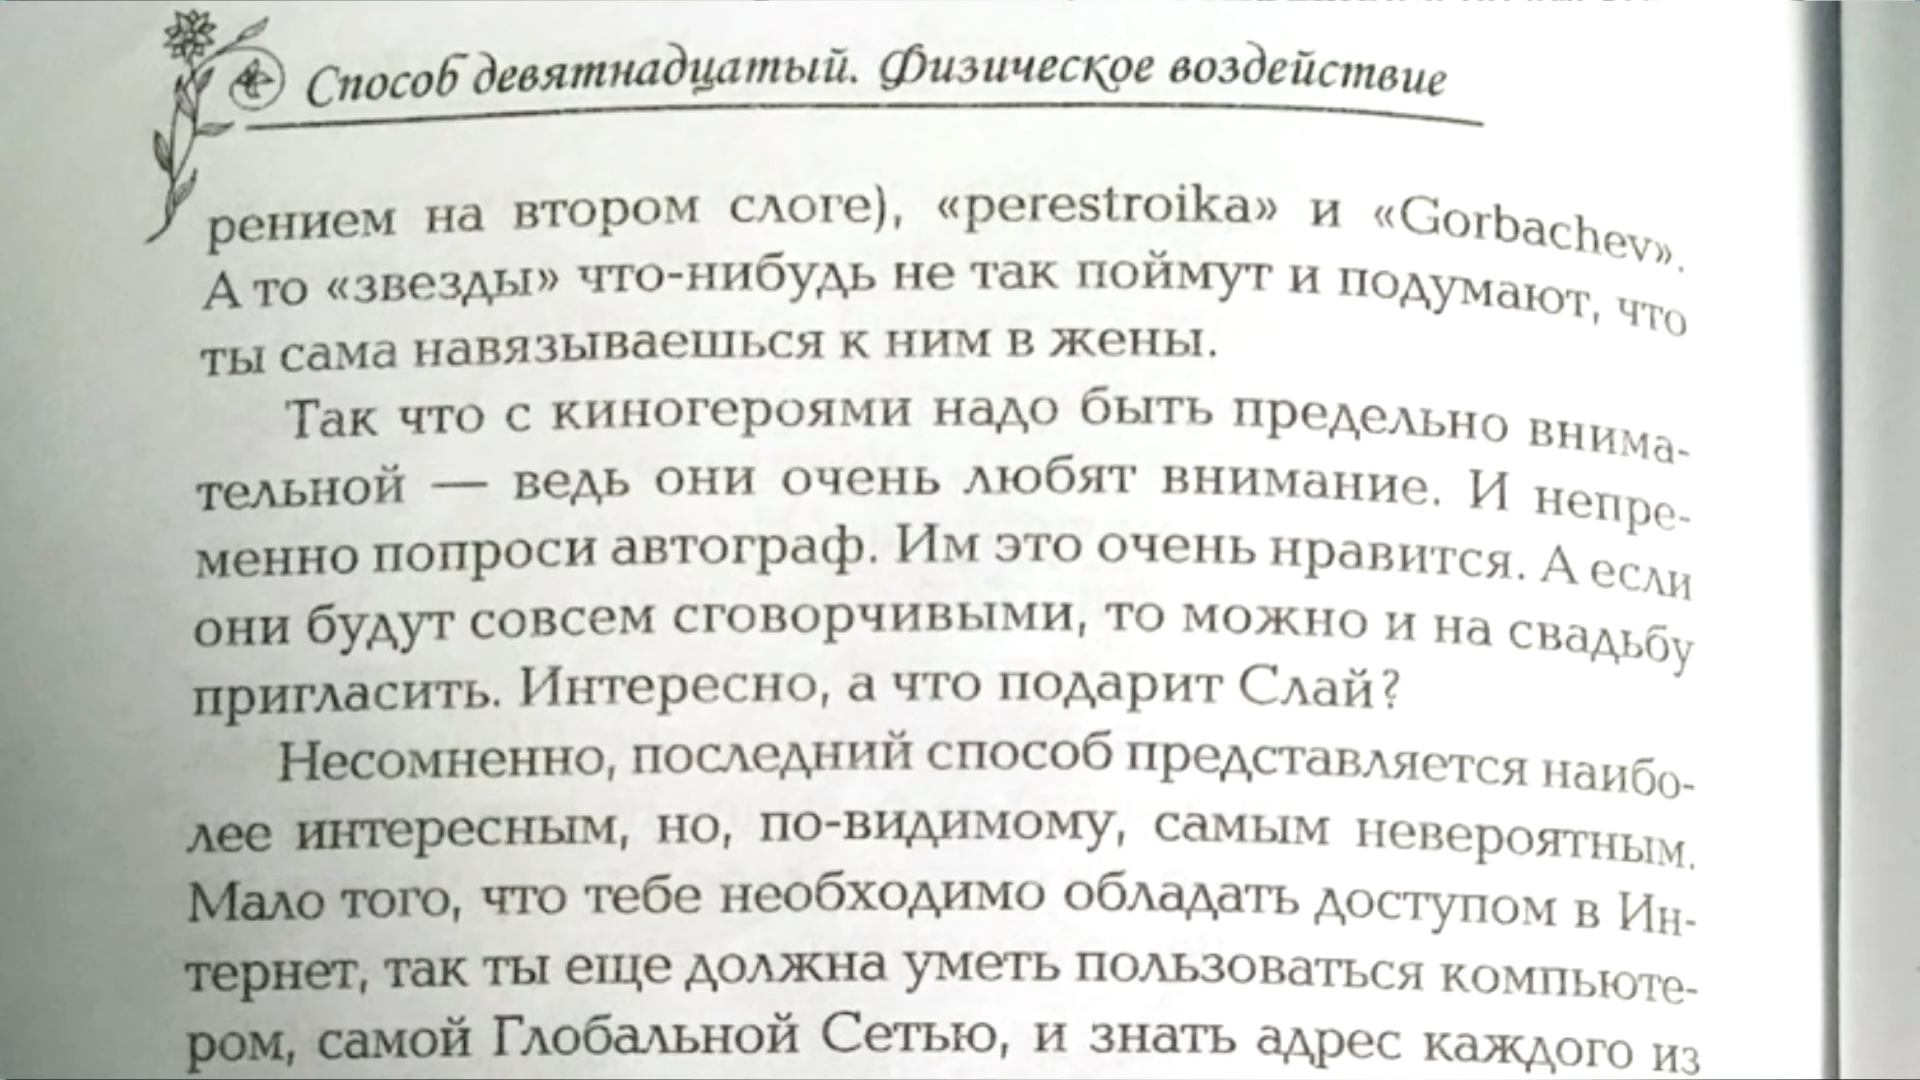 Способ девятнадцатый. Физическое воздействие
рением на втором слоге), «perestroika» и «Gorbachev».
А то «звезды» что-нибудь не так поймут и подумают, что
ты сама навязываешься к ним в жены.
Так что с киногероями надо быть предельно внима-
тельной — ведь они очень любят внимание. И непре-
менно попроси автограф. Им это очень нравится. А если
они будут совсем сговорчивыми, то можно и на свадьбу
пригласить. Интересно, а что подарит Слай?
Несомненно, последний способ представляется наибо-
лее интересным, но, по-видимому, самым невероятным.
Мало того, что тебе необходимо обладать доступом в Ин-
тернет, так ты еще должна уметь пользоваться компьюте-
ром, самой Глобальной Сетью, и знать адрес каждого из